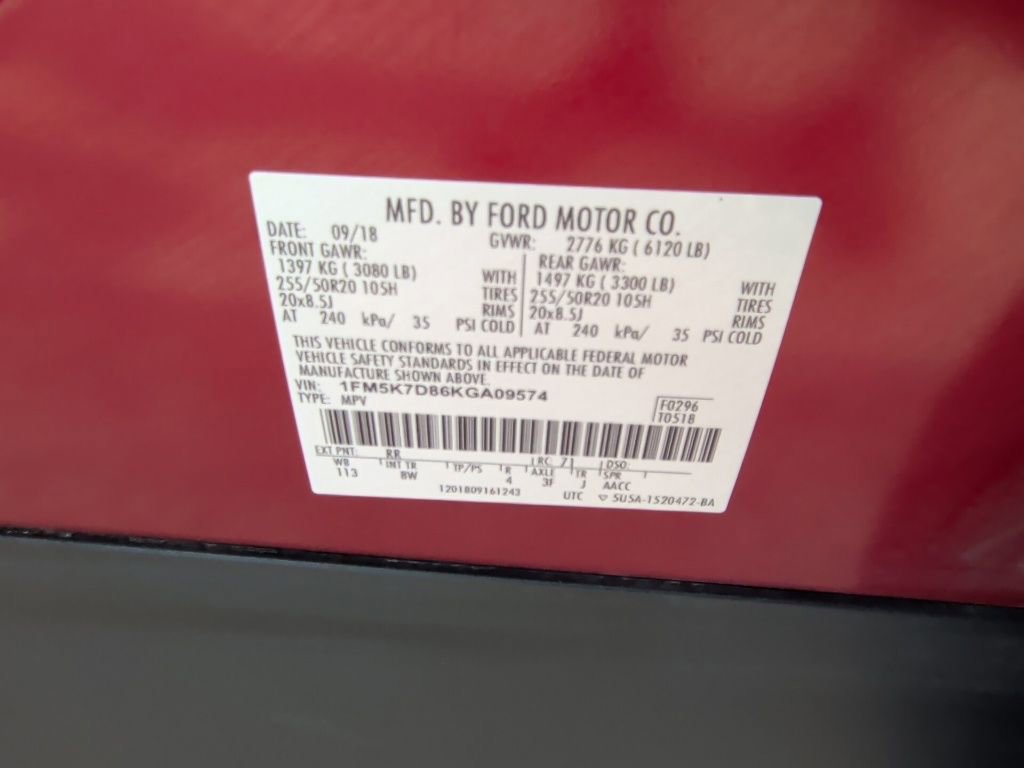 MFD. BY FORD MOTOR CO.
DATE: 09/18 GVWR: 2776 KG ( 6120 LB)
FRONT GAWR: REAR GAWR:
1397 KG ( 3080 LB) WITH 1497 KG ( 3300 LB) WITH
255/50R20 105H TIRES 255/50R20 105H TIRES
20x8.5J RIMS 20x8.5J RIMS
AT 240 kPa/ 35 PSI COLD AT 240 kPa/ 35 PSI COLD
THIS VEHICLE CONFORMS TO ALL APPLICABLE FEDERAL MOTOR
VEHICLE SAFETY STANDARDS IN EFFECT ON THE DATE OF
MANUFACTURE SHOWN ABOVE.
VIN: 1FM5K7D86KGA09574
TYPE: MPV
F0296
T0518
EXT PNT: RR RC: 71 DSO:
WB INT TR TP/PS R AXLE TR SPR
113 8W 4 3F J AACC
1201809161243 UTC ▽ 5U5A-1520472-BA